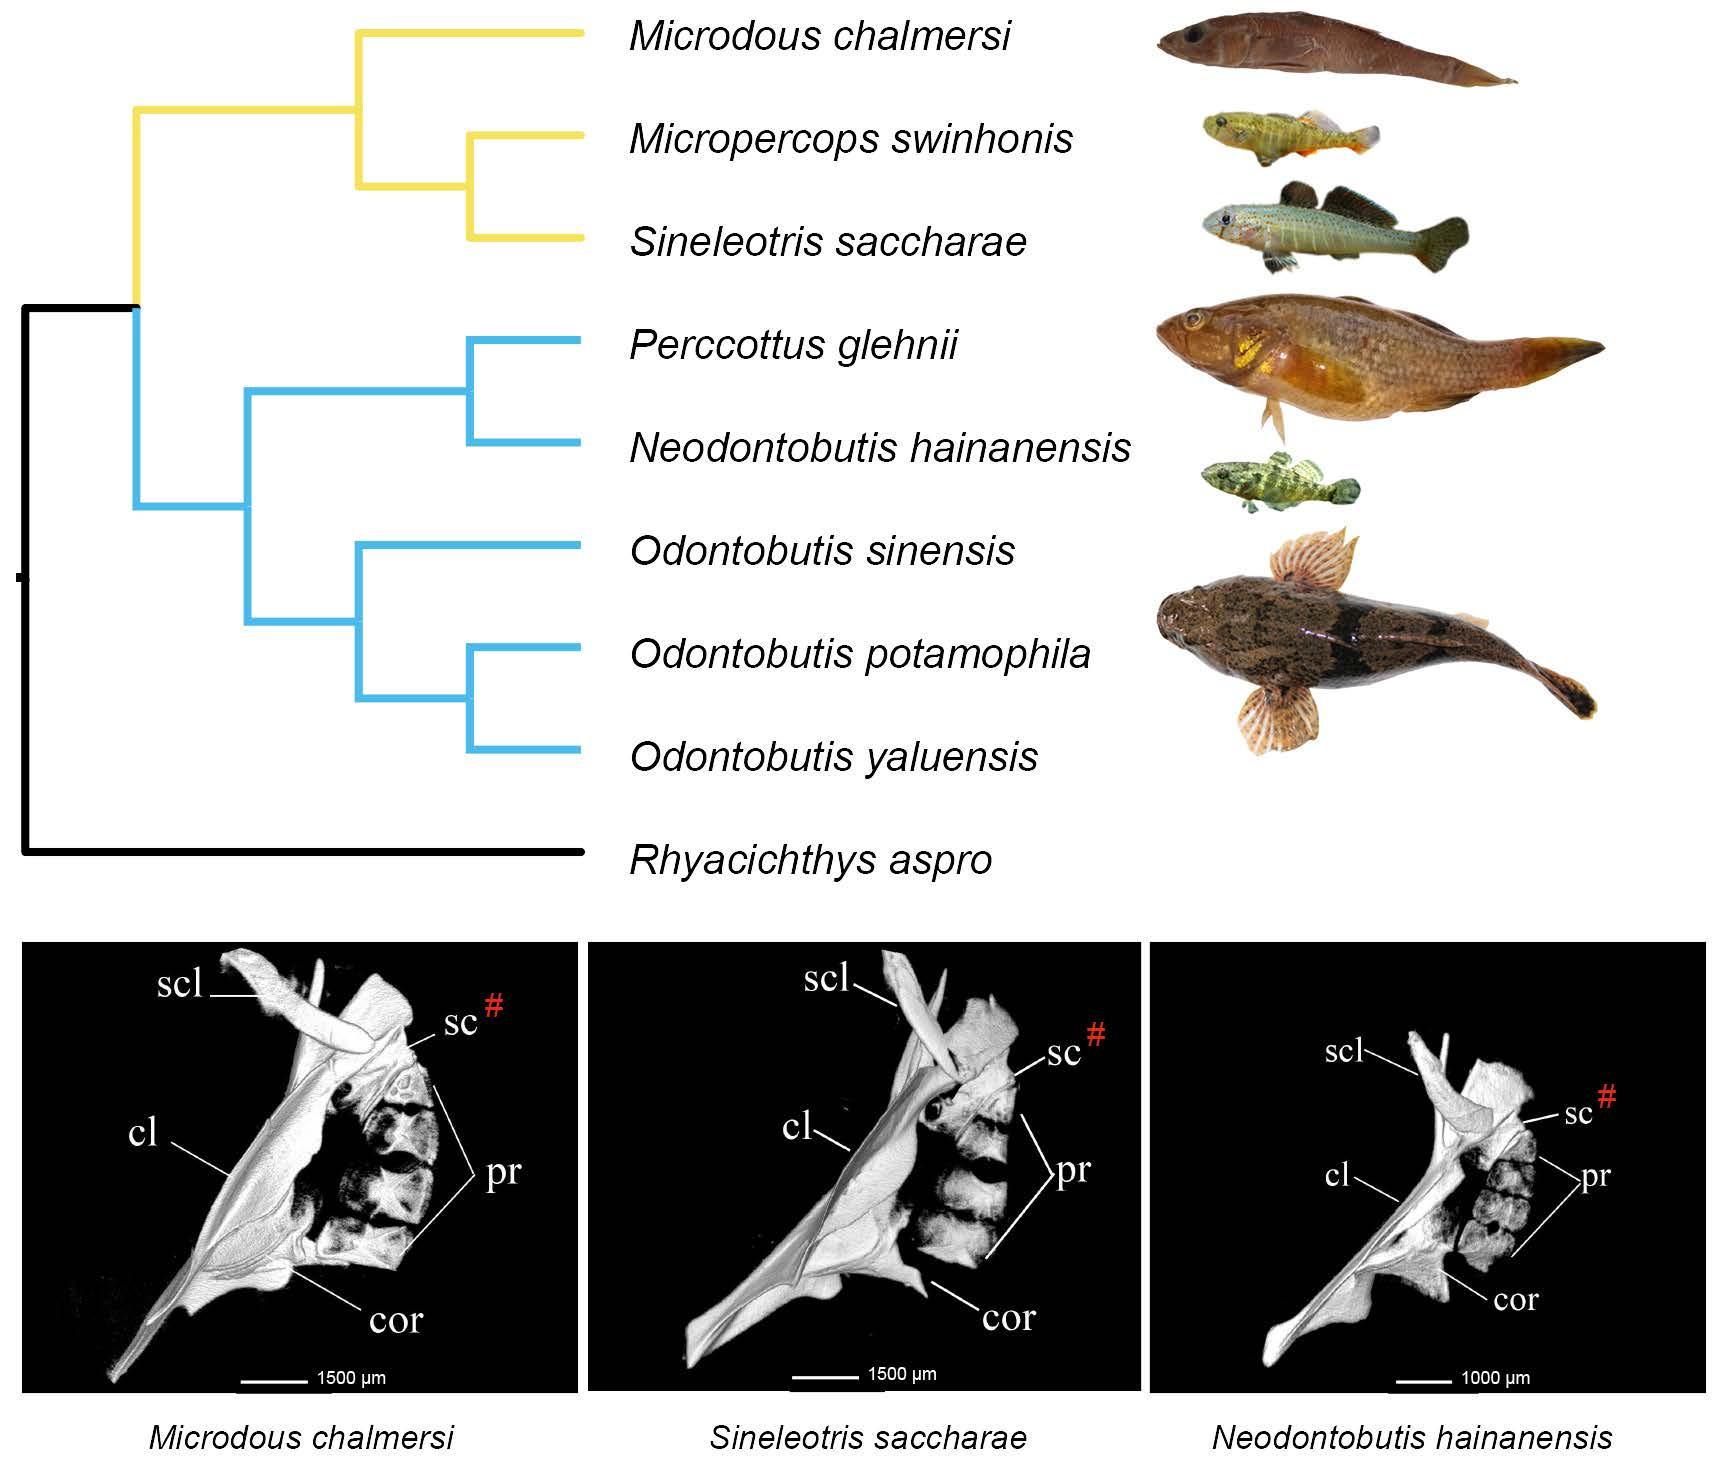 Microdous chalmersi
Micropercops swinhonis
Sineleotris saccharae
Perccottus glehnii
Neodontobutis hainanensis
Odontobutis sinensis
Odontobutis potamophila
Odontobutis yaluensis
Rhyacichthys aspro
scl
sc #
cl
pr
cor
1500 µm
Microdous chalmersi
scl
sc #
cl
pr
cor
1500 µm
Sineleotris saccharae
scl
sc #
cl
pr
cor
1000 µm
Neodontobutis hainanensis